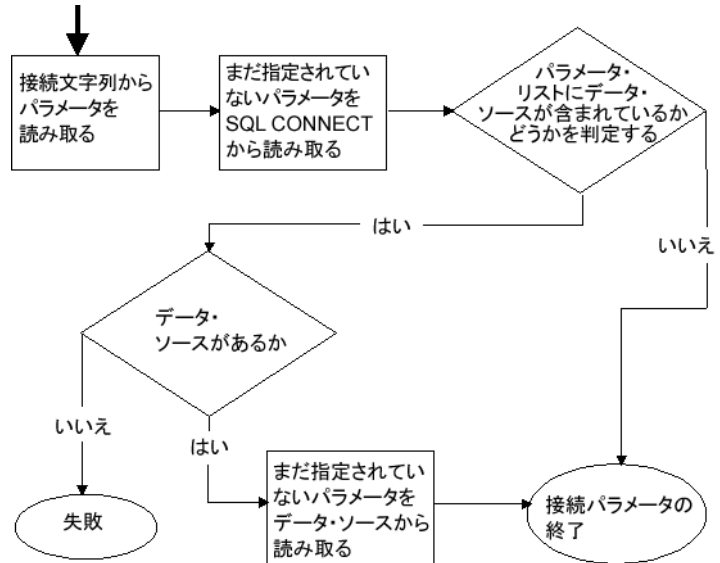 接続文字列から
パラメータを
読み取る
まだ指定されてい
ないパラメータを
SQL CONNECT
から読み取る
パラメータ・
リストにデータ・
ソースが含まれているか
どうかを判定する
はい
いいえ
データ・
ソースがあるか
いいえ
はい
まだ指定されてい
ないパラメータを
データ・ソースから
読み取る
失敗
接続パラメータの
終了